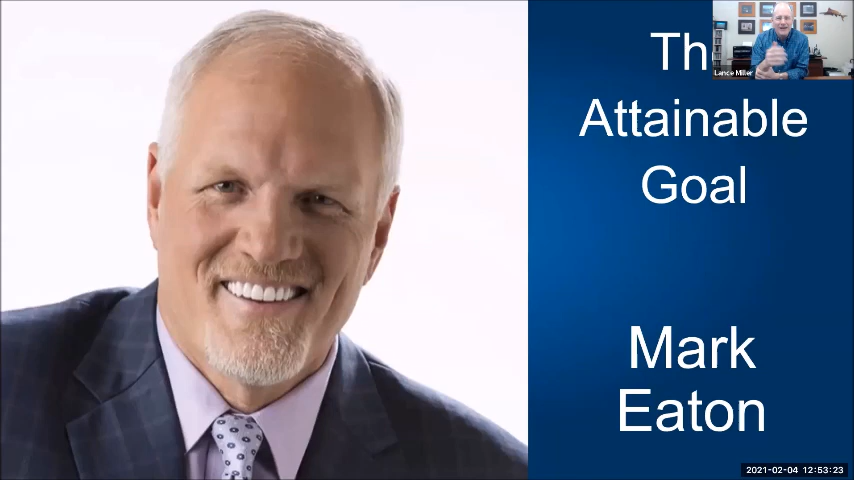 Th
Attainable
Goal
Mark
Eaton
Lance Miller
2021-02-04 12:53:23